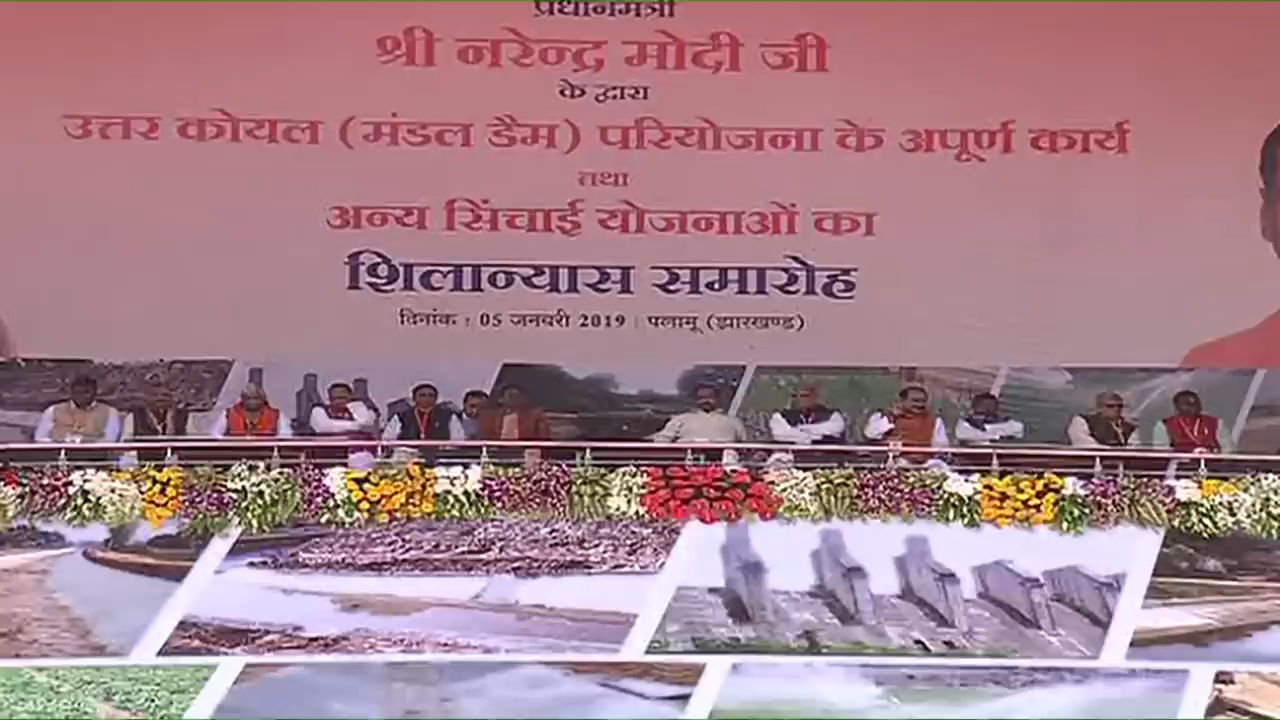 प्रधानमंत्री
श्री नरेन्द्र मोदी जी
के द्वारा
उत्तर कोयल (मंडल डैम) परियोजना के अपूर्ण कार्य
तथा
अन्य सिंचाई योजनाओं का
शिलान्यास समारोह
दिनांक : 05 जनवरी 2019 | पलामू (झारखण्ड)